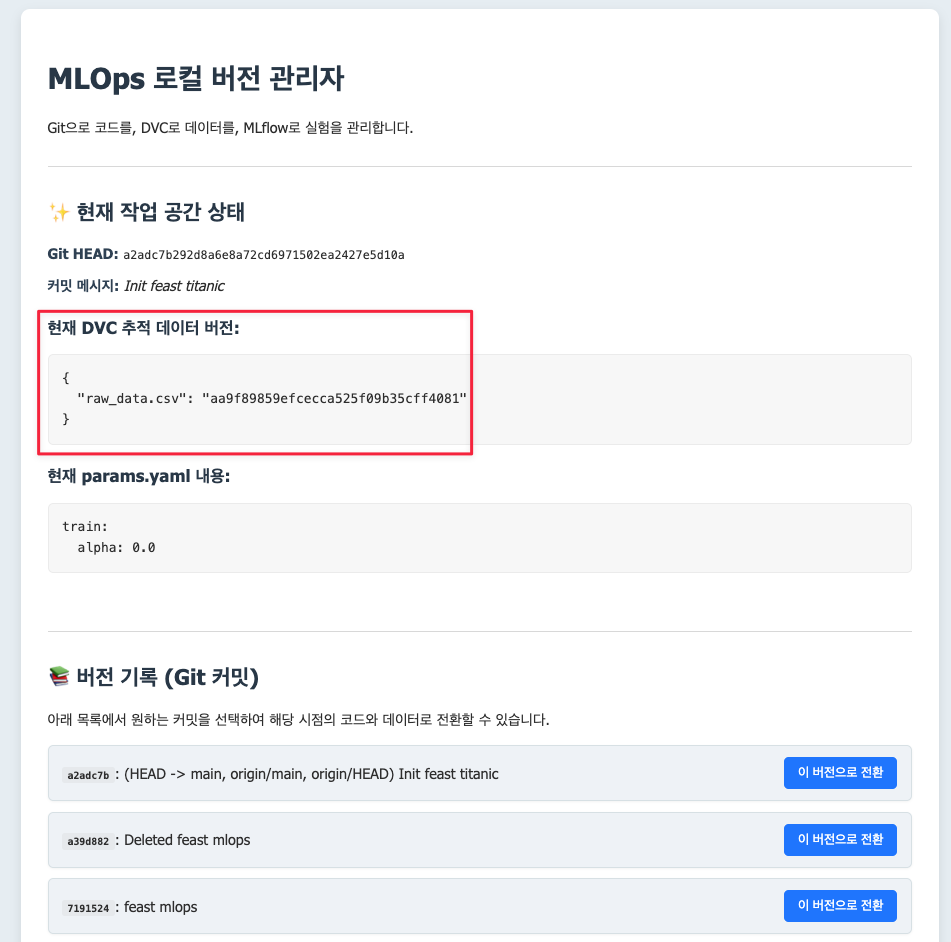 MLOps 로컬 버전 관리자
Git으로 코드를, DVC로 데이터를, MLflow로 실험을 관리합니다.
✨ 현재 작업 공간 상태
Git HEAD: a2adc7b292d8a6e8a72cd6971502ea2427e5d10a
커밋 메시지: Init feast titanic
현재 DVC 추적 데이터 버전:
{
  "raw_data.csv": "aa9f89859efcecca525f09b35cff4081"
}
현재 params.yaml 내용:
train:
  alpha: 0.0
📚 버전 기록 (Git 커밋)
아래 목록에서 원하는 커밋을 선택하여 해당 시점의 코드와 데이터로 전환할 수 있습니다.
a2adc7b : (HEAD -> main, origin/main, origin/HEAD) Init feast titanic
이 버전으로 전환
a39d882 : Deleted feast mlops
이 버전으로 전환
7191524 : feast mlops
이 버전으로 전환